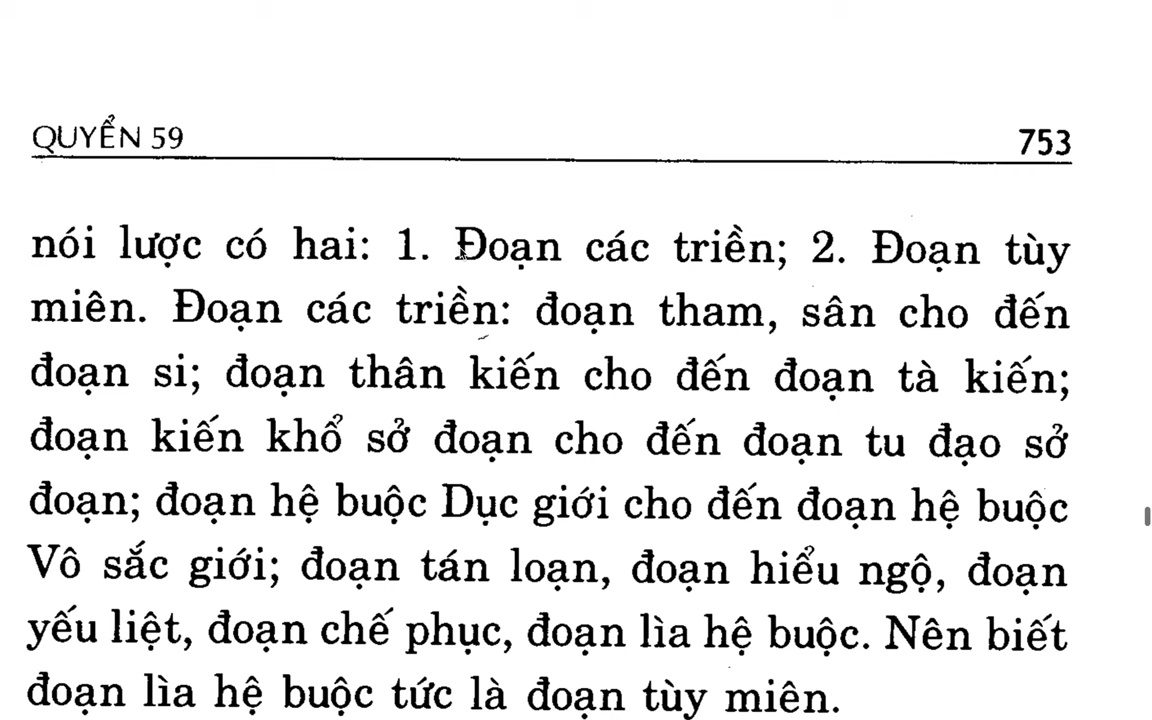 QUYỂN 59 753
nói lược có hai: 1. Đoạn các triền; 2. Đoạn tùy
miên. Đoạn các triền: đoạn tham, sân cho đến
đoạn si; đoạn thân kiến cho đến đoạn tà kiến;
đoạn kiến khổ sở đoạn cho đến đoạn tu đạo sở
đoạn; đoạn hệ buộc Dục giới cho đến đoạn hệ buộc
Vô sắc giới; đoạn tán loạn, đoạn hiểu ngộ, đoạn
yếu liệt, đoạn chế phục, đoạn lìa hệ buộc. Nên biết
đoạn lìa hệ buộc tức là đoạn tùy miên.